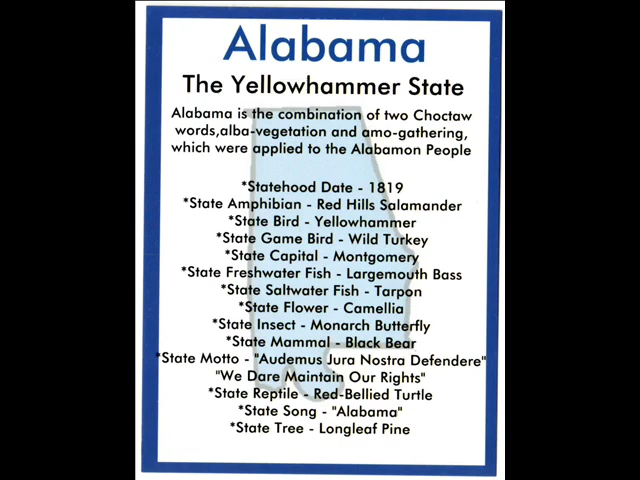 Alabama
The Yellowhammer State
Alabama is the combination of two Choctaw
words,alba-vegetation and amo-gathering,
which were applied to the Alabamon People
*Statehood Date - 1819
*State Amphibian - Red Hills Salamander
*State Bird - Yellowhammer
*State Game Bird - Wild Turkey
*State Capital - Montgomery
*State Freshwater Fish - Largemouth Bass
*State Saltwater Fish - Tarpon
*State Flower - Camellia
*State Insect - Monarch Butterfly
*State Mammal - Black Bear
*State Motto - "Audemus Jura Nostra Defendere"
"We Dare Maintain Our Rights"
*State Reptile - Red-Bellied Turtle
*State Song - "Alabama"
*State Tree - Longleaf Pine